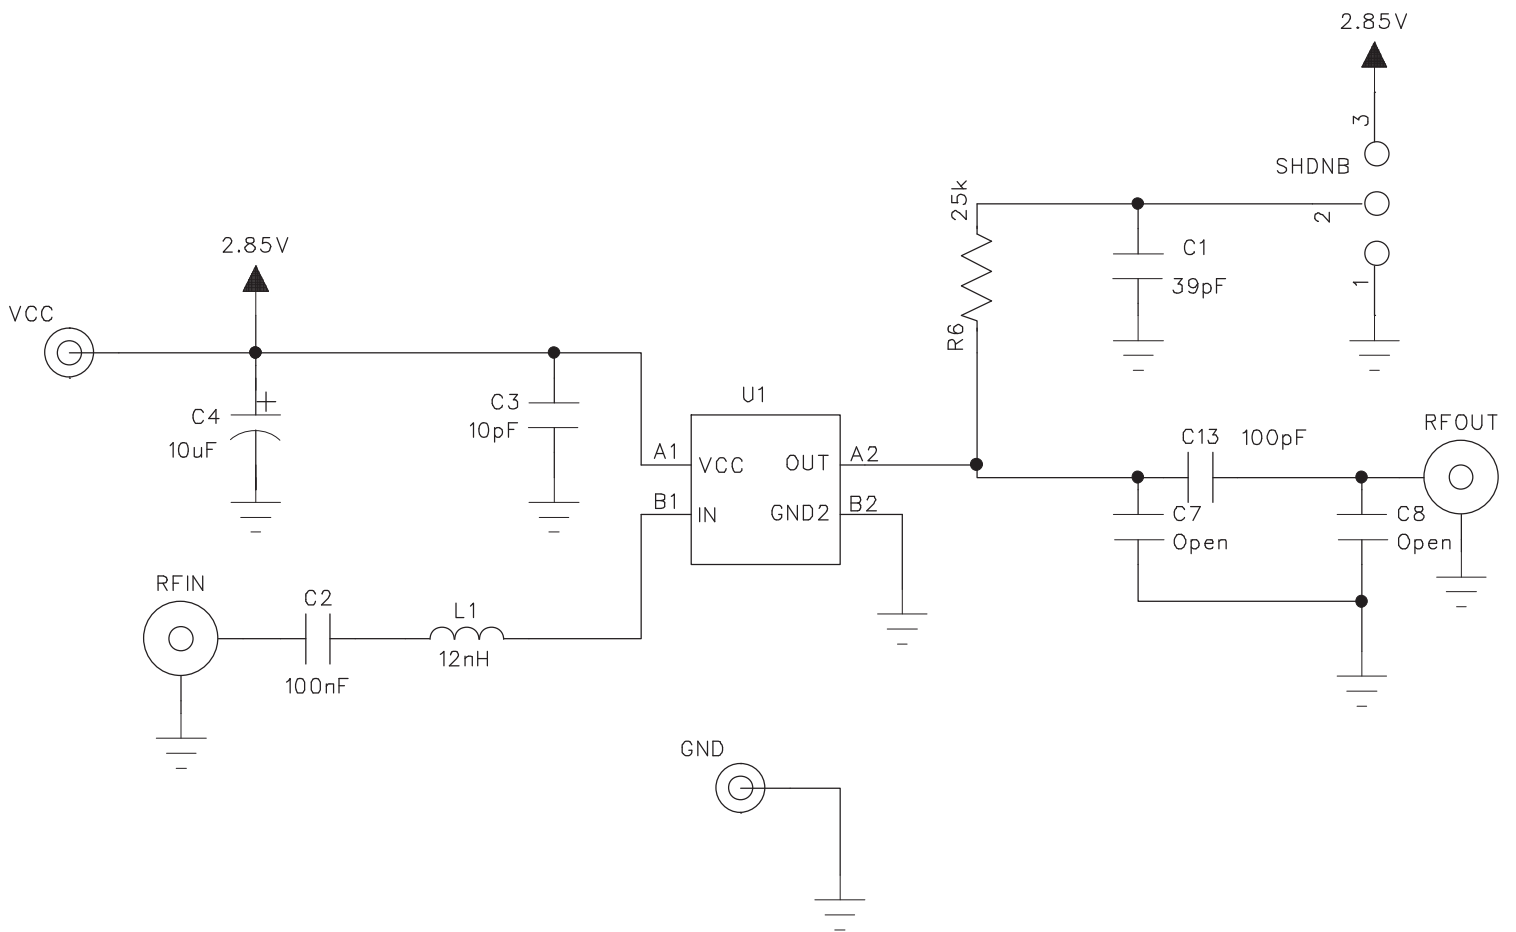 2.85V
3
SHDNB
2
1
25k
R6
C1
39pF
2.85V
VCC
C4
10uF
C3
10pF
U1
A1
VCC
OUT
A2
B1
IN
GND2
B2
RFOUT
C13
100pF
C7
Open
C8
Open
RFIN
C2
100nF
L1
12nH
GND